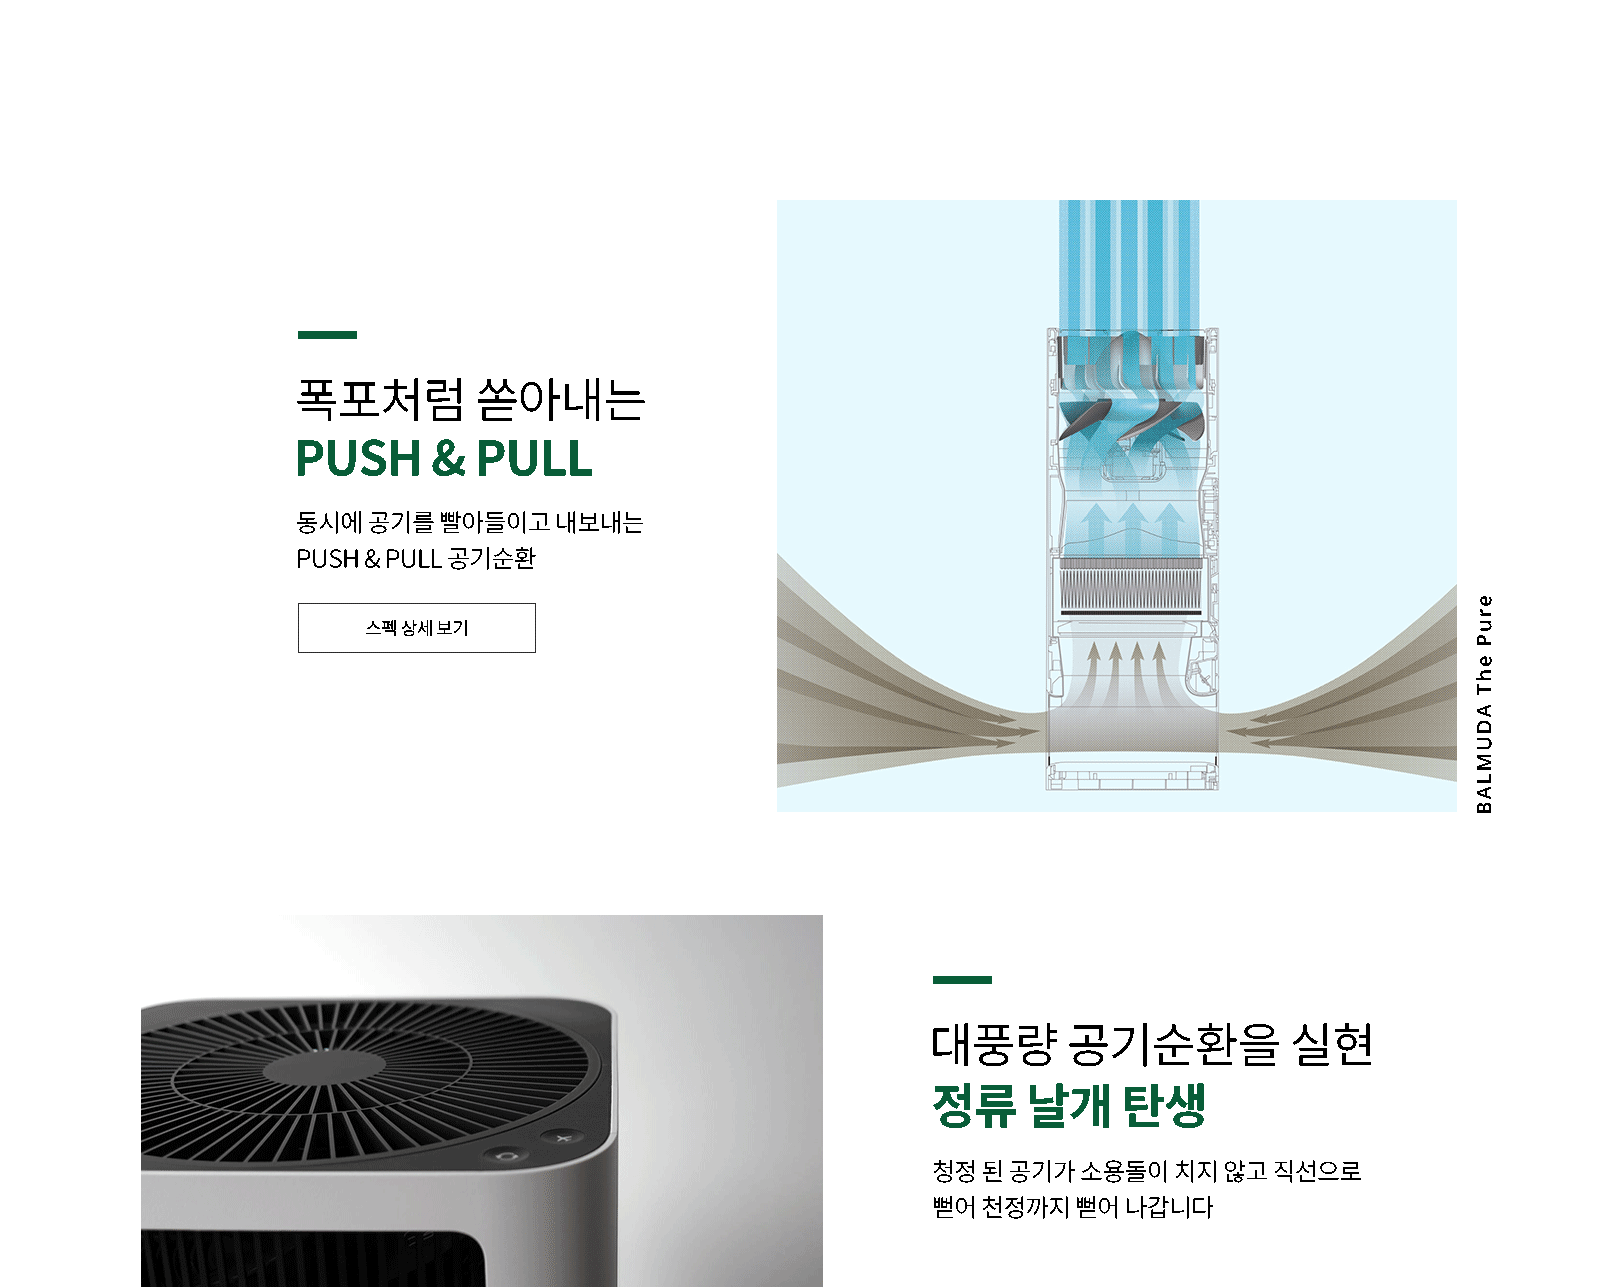 폭포처럼 쏟아내는
PUSH & PULL
동시에 공기를 빨아들이고 내보내는
PUSH & PULL 공기순환
스펙 상세 보기
BALMUDA The Pure
대풍량 공기순환을 실현
정류 날개 탄생
청정 된 공기가 소용돌이 치지 않고 직선으로
뻗어 천정까지 뻗어 나갑니다